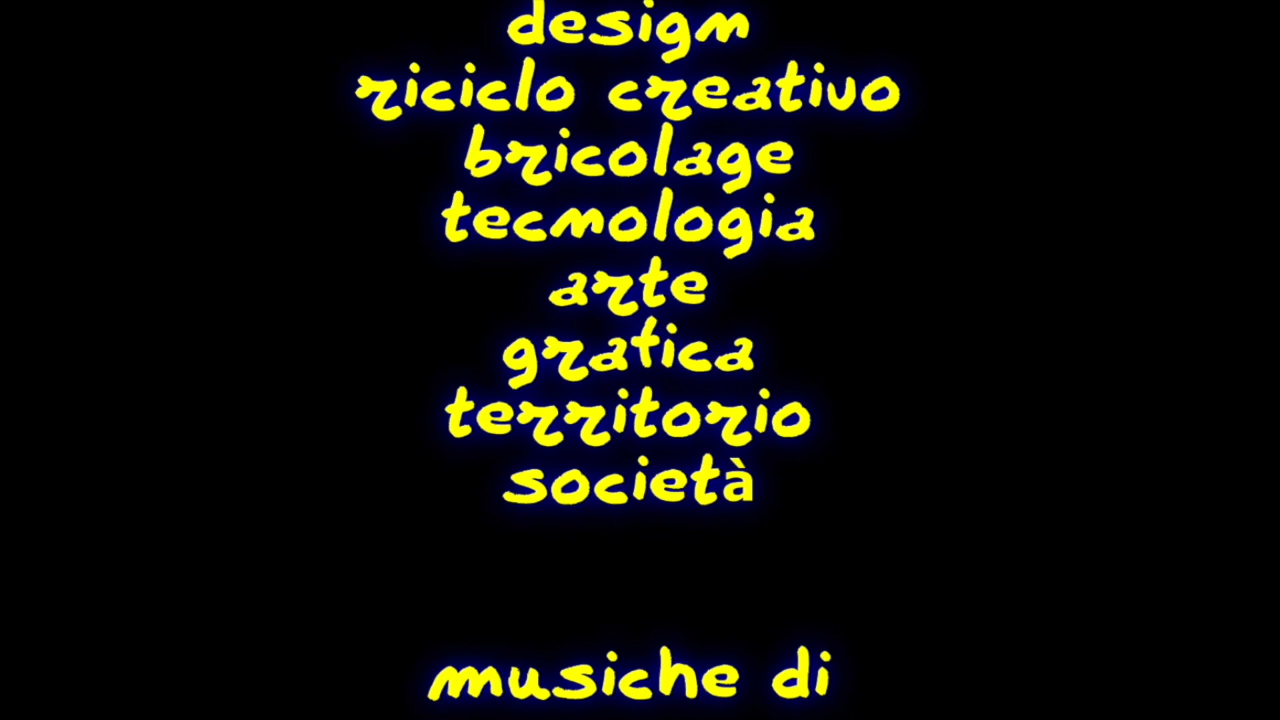 design
riciclo creativo
bricolage
tecnologia
arte
grafica
territorio
società
musiche di